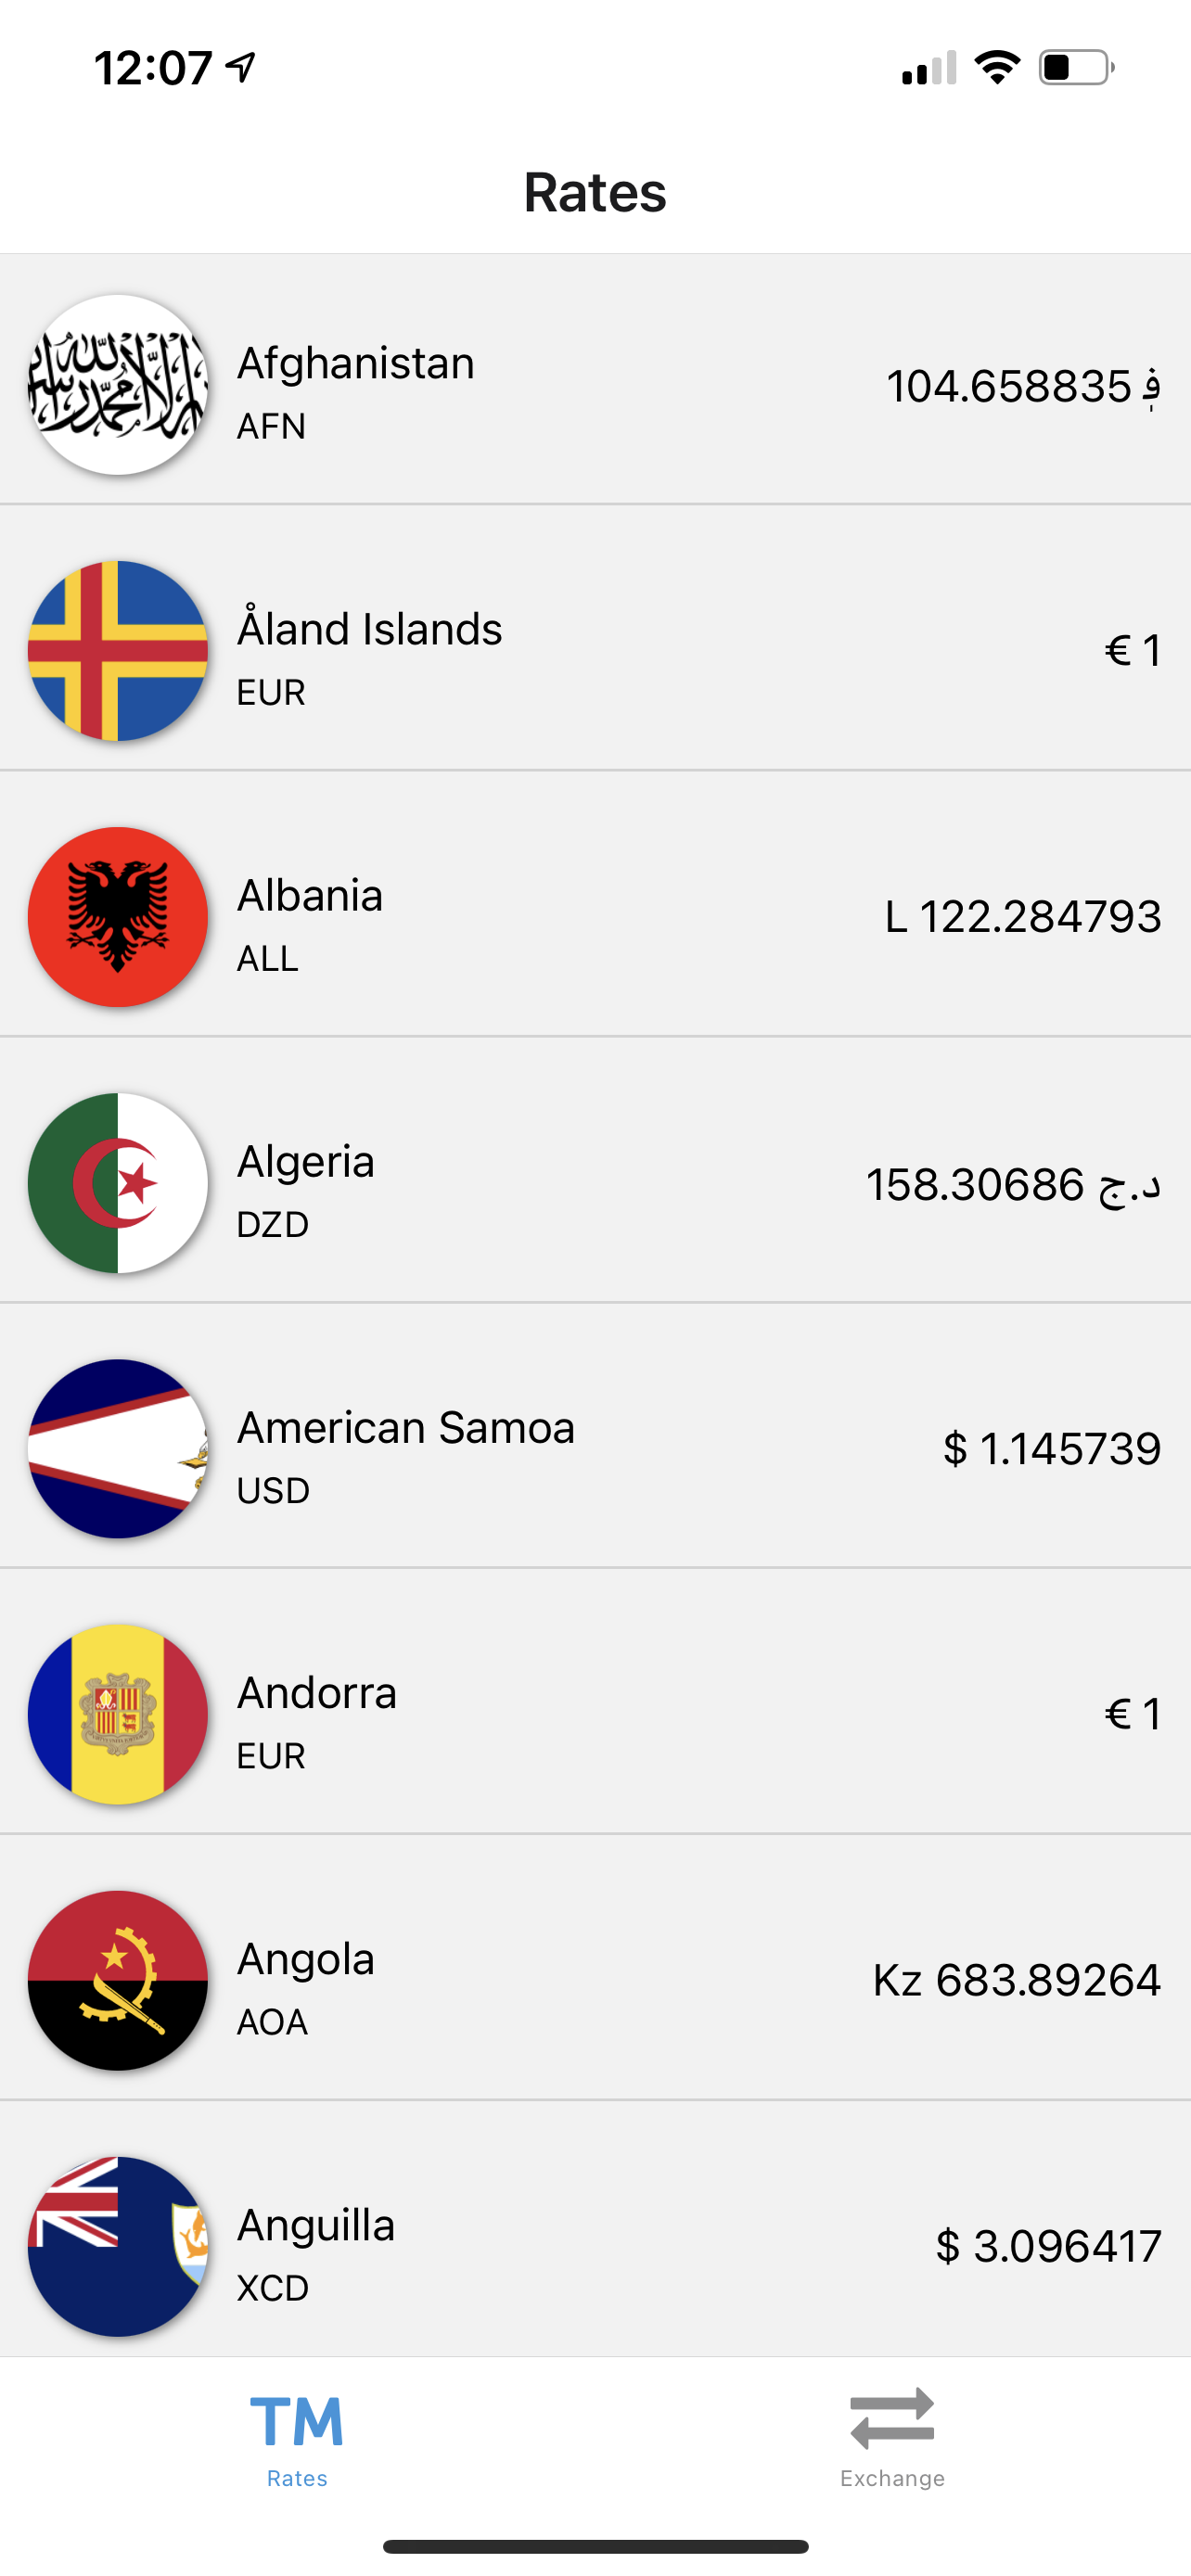 12:07
Rates
Afghanistan
AFN
104.658835 ؋
Åland Islands
EUR
€ 1
Albania
ALL
L 122.284793
Algeria
DZD
158.30686 د.ج
American Samoa
USD
$ 1.145739
Andorra
EUR
€ 1
Angola
AOA
Kz 683.89264
Anguilla
XCD
$ 3.096417
TM
Rates
Exchange